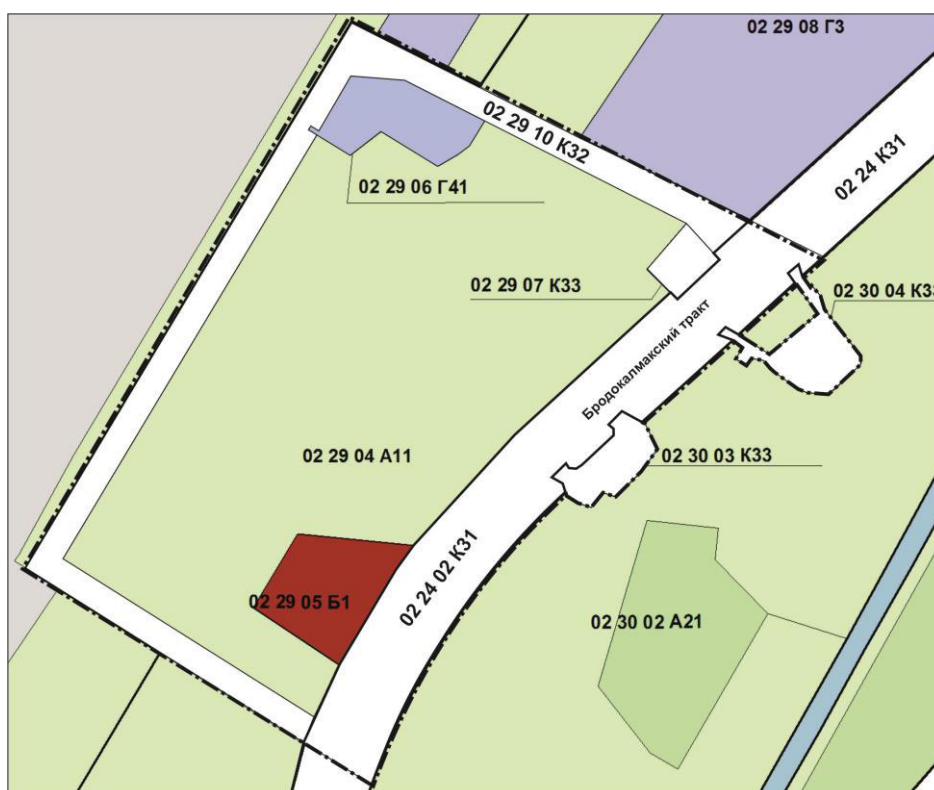 02 29 08 Г3
02 29 10 К32
02 24 К31
02 29 06 Г41
02 29 07 К33
02 30 04 К33
Бродокалмакский тракт
02 29 04 А11
02 30 03 К33
02 24 02 К31
02 29 05 Б1
02 30 02 А21